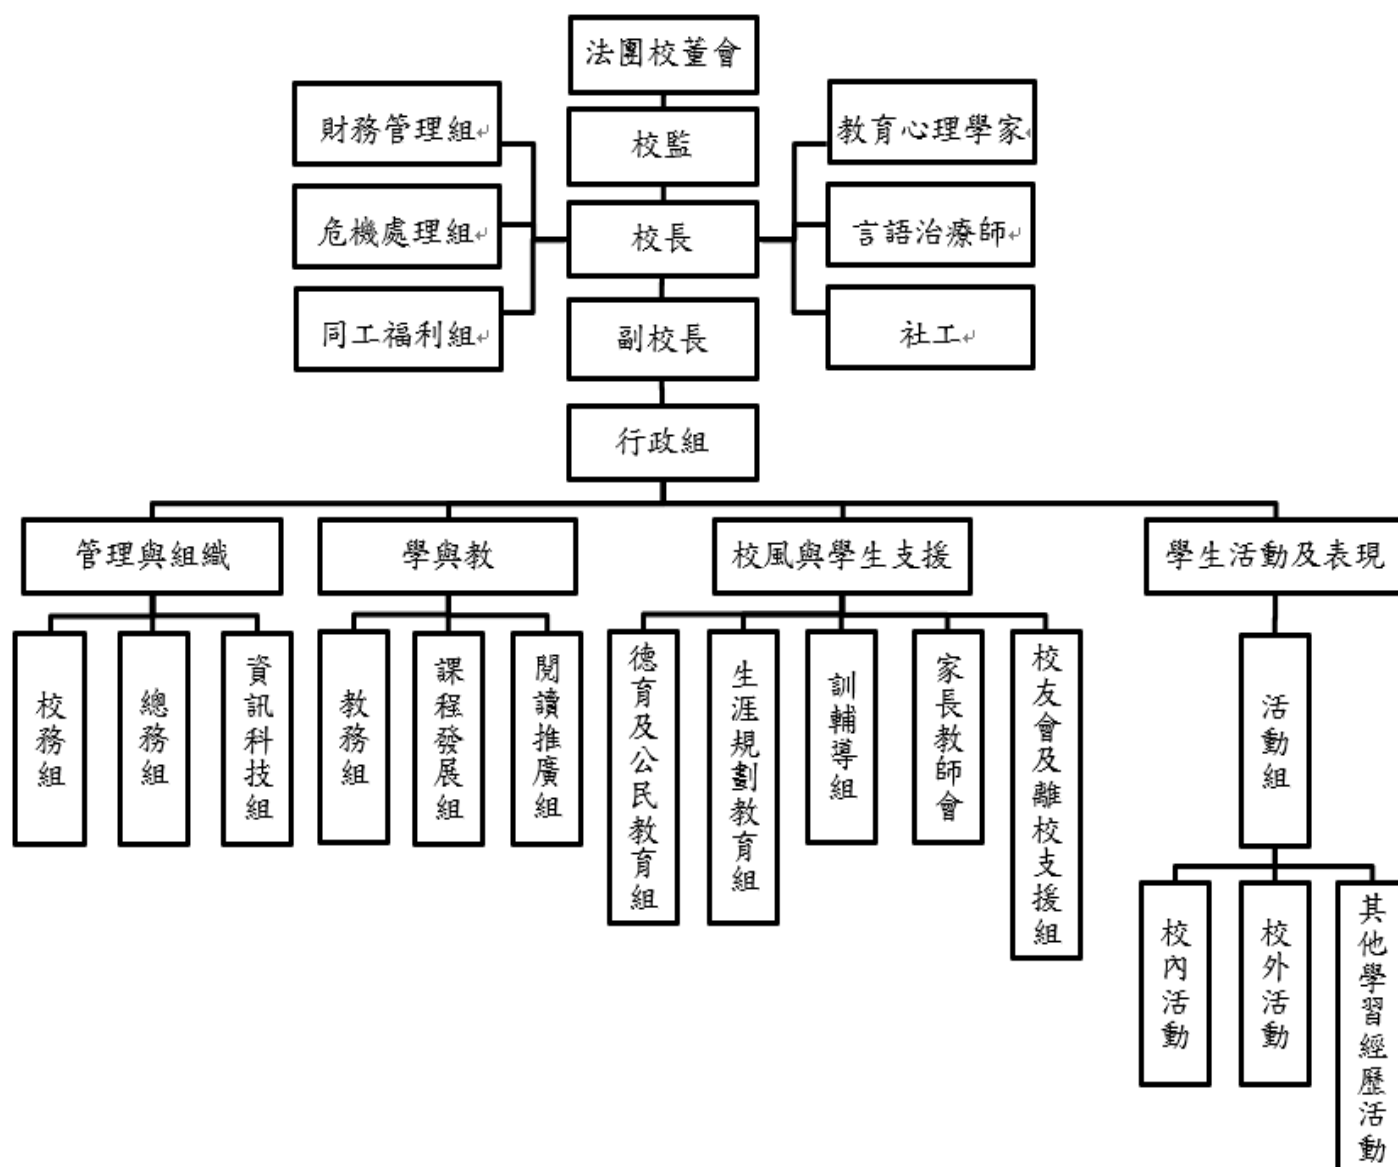 法團校董會
財務管理組
校監
教育心理學家
危機處理組
校長
言語治療師
同工福利組
副校長
社工
行政組
管理與組織
學與教
校風與學生支援
學生活動及表現
校務組
總務組
資訊科技組
教務組
課程發展組
閱讀推廣組
德育及公民教育組
生涯規劃教育組
訓輔導組
家長教師會
校友會及離校支援組
活動組
校內活動
校外活動
其他學習經歷活動